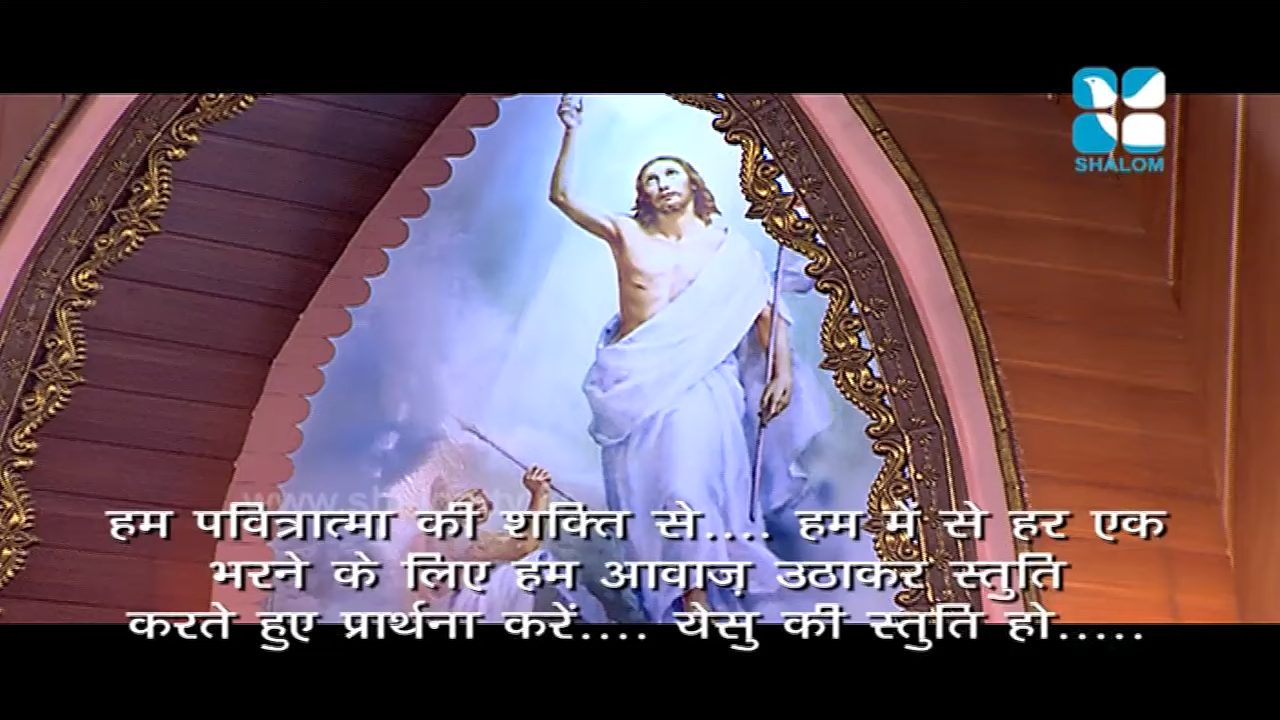 SHALOM
हम पवित्रात्मा की शक्ति से.... हम में से हर एक
भरने के लिए हम आवाज़ उठाकर स्तुति
करते हुए प्रार्थना करें.... येसु की स्तुति हो.....